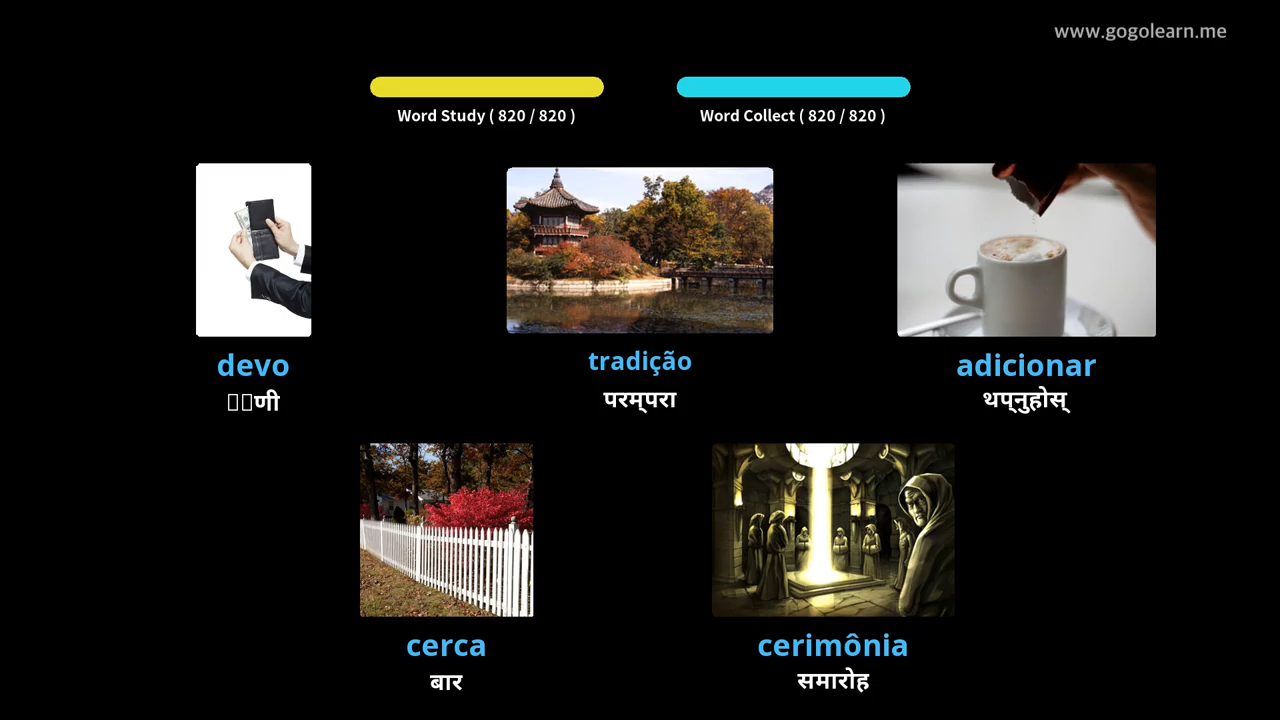 www.gogolearn.me
Word Study ( 820 / 820 )
Word Collect ( 820 / 820 )
devo
tradição
adicionar
परम्परा
थप्नुहोस्
cerca
cerimônia
बार
समारोह